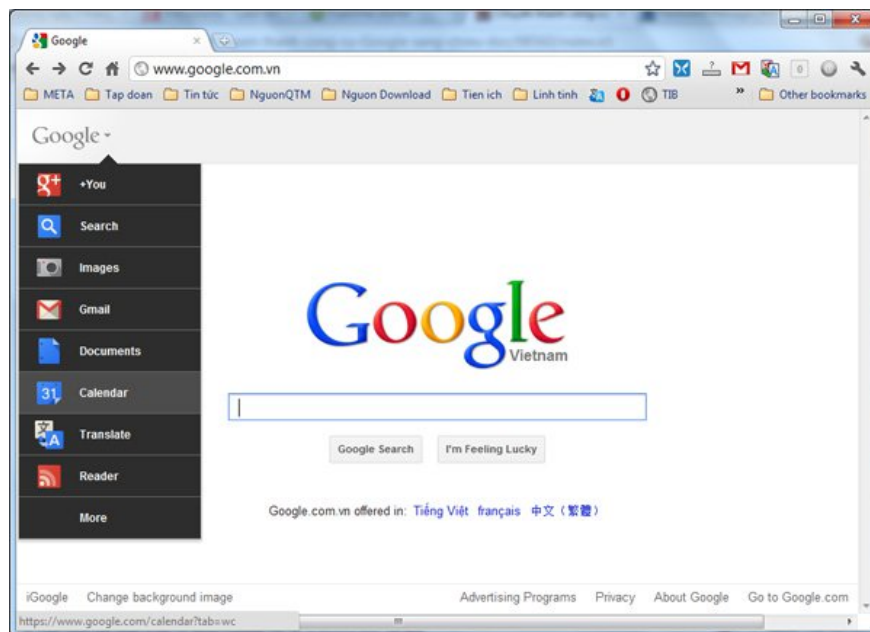 Google
www.google.com.vn
META Tap doan Tin tức NguonQTM Nguon Download Tien ich Linh tinh TIB » Other bookmarks
Google
+You
Search
Images
Gmail
Documents
31 Calendar
Translate
Reader
More
Google
Vietnam
Google Search I'm Feeling Lucky
Google.com.vn offered in: Tiếng Việt français 中文 (繁體)
iGoogle Change background image Advertising Programs Privacy About Google Go to Google.com
https://www.google.com/calendar?tab=wc